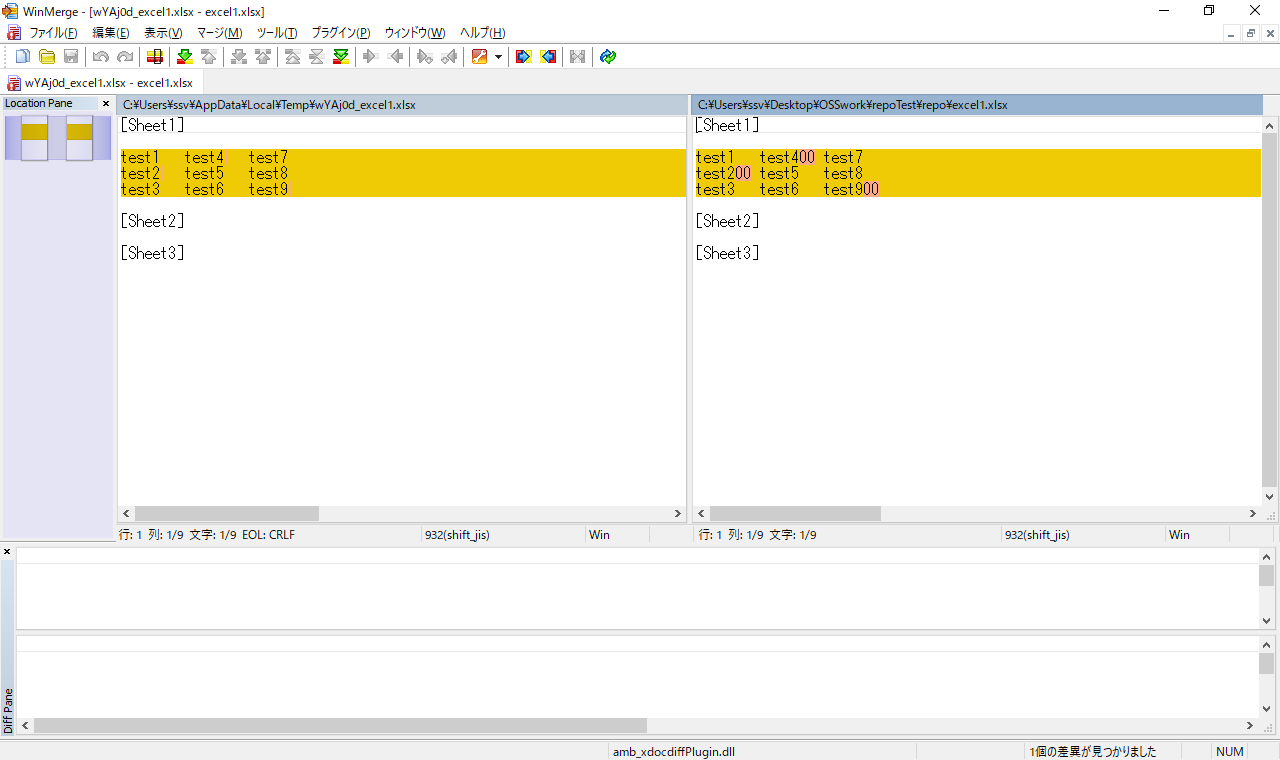 WinMerge - [wYAj0d_excel1.xlsx - excel1.xlsx]
ファイル(F) 編集(E) 表示(V) マージ(M) ツール(T) プラグイン(P) ウィンドウ(W) ヘルプ(H)
wYAj0d_excel1.xlsx - excel1.xlsx
Location Pane
C:¥Users¥ssv¥AppData¥Local¥Temp¥wYAj0d_excel1.xlsx
[Sheet1]
test1 test4 test7
test2 test5 test8
test3 test6 test9
[Sheet2]
[Sheet3]
行: 1 列: 1/9 文字: 1/9 EOL: CRLF 932(shift_jis) Win
C:¥Users¥ssv¥Desktop¥OSSwork¥repoTest¥repo¥excel1.xlsx
[Sheet1]
test1 test400 test7
test200 test5 test8
test3 test6 test900
[Sheet2]
[Sheet3]
行: 1 列: 1/9 文字: 1/9 932(shift_jis) Win
Diff Pane
amb_xdocdiffPlugin.dll 1個の差異が見つかりました NUM